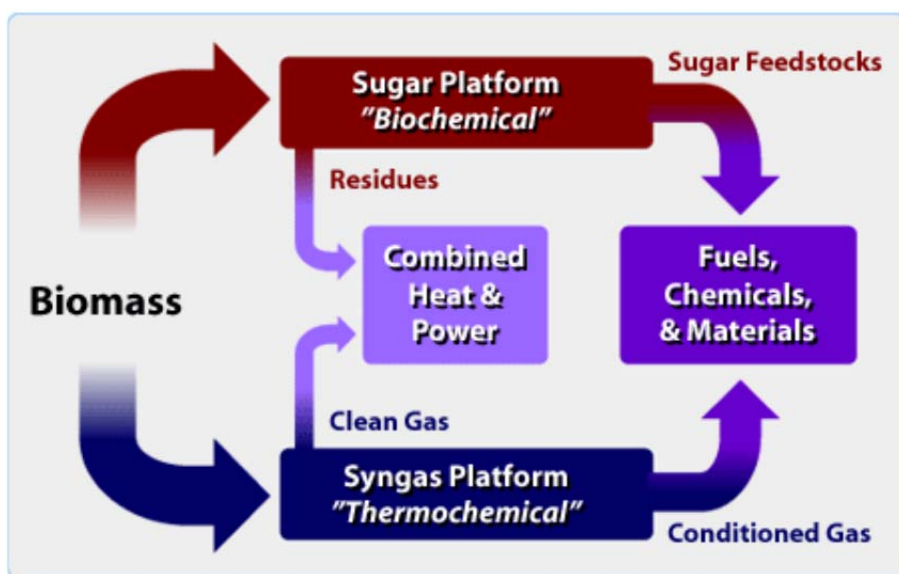 Sugar Platform
"Biochemical"
Sugar Feedstocks
Residues
Combined
Heat &
Power
Fuels,
Chemicals,
& Materials
Biomass
Clean Gas
Syngas Platform
"Thermochemical"
Conditioned Gas